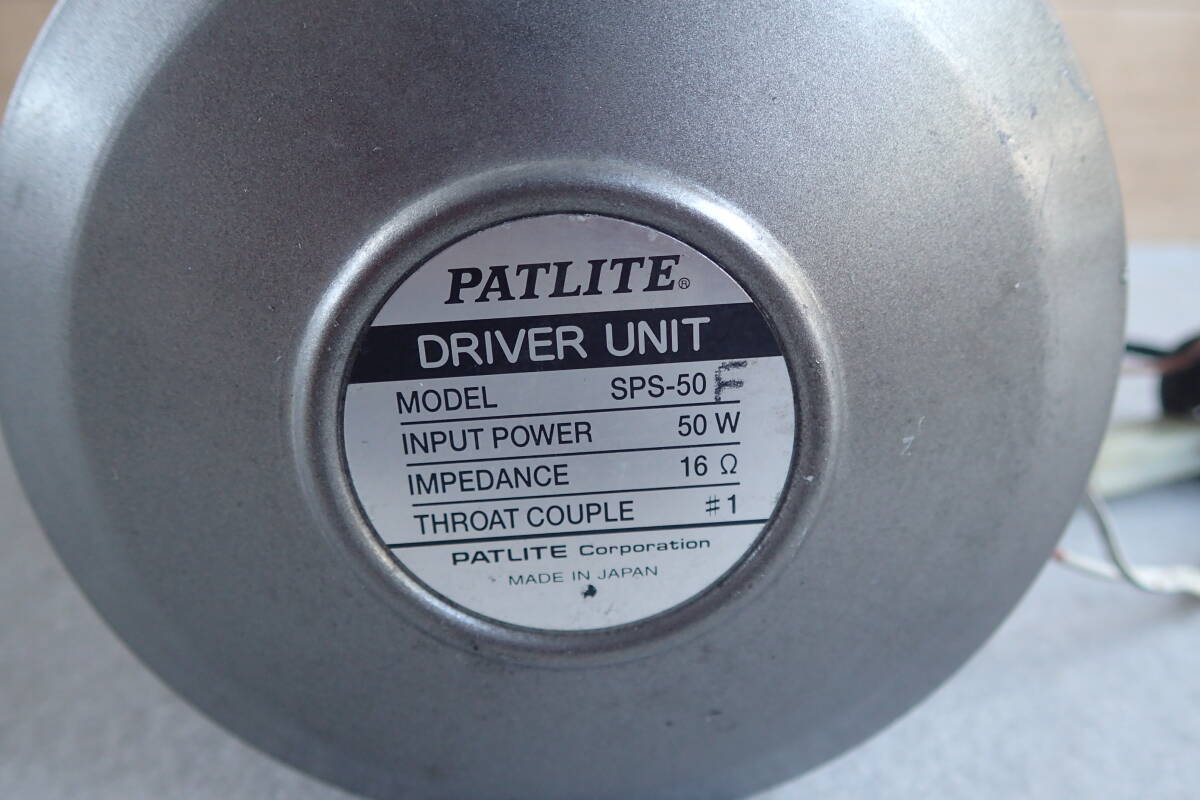 PATLITE®
DRIVER UNIT
MODEL SPS-50F
INPUT POWER 50 W
IMPEDANCE 16 Ω
THROAT COUPLE #1
PATLITE Corporation
MADE IN JAPAN